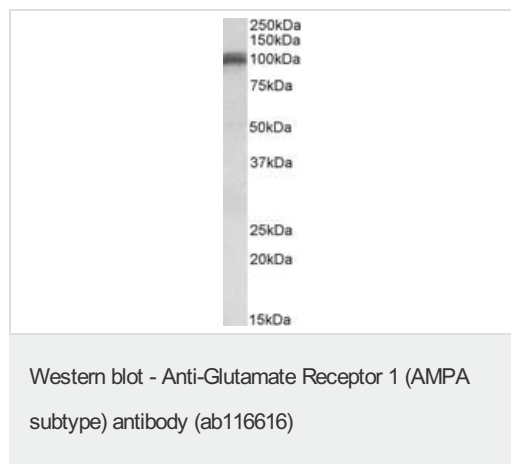 250kDa
150kDa
100kDa
75kDa
50kDa
37kDa
25kDa
20kDa
15kDa
Western blot - Anti-Glutamate Receptor 1 (AMPA
subtype) antibody (ab116616)